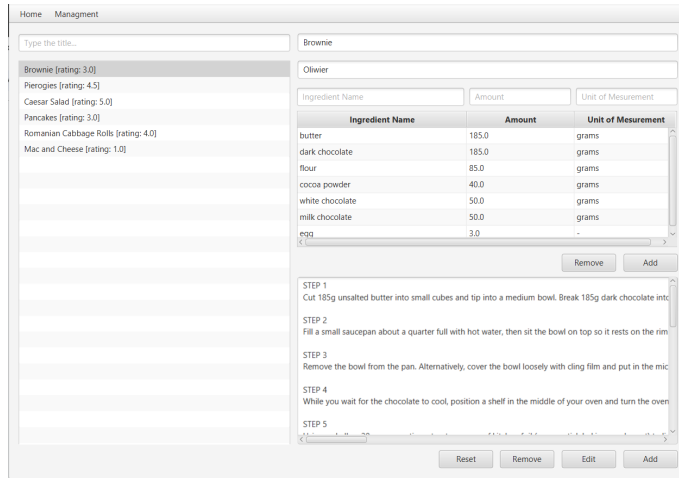 Home Managment
Type the title...
Brownie [rating: 3.0]
Pierogies [rating: 4.5]
Caesar Salad [rating: 5.0]
Pancakes [rating: 3.0]
Romanian Cabbage Rolls [rating: 4.0]
Mac and Cheese [rating: 1.0]
Brownie
Oliwier
Ingredient Name Amount Unit of Mesurement
Ingredient Name Amount Unit of Mesurement
butter 185.0 grams
dark chocolate 185.0 grams
flour 85.0 grams
cocoa powder 40.0 grams
white chocolate 50.0 grams
milk chocolate 50.0 grams
egg 3.0 -
Remove Add
STEP 1
Cut 185g unsalted butter into small cubes and tip into a medium bowl. Break 185g dark chocolate into
STEP 2
Fill a small saucepan about a quarter full with hot water, then sit the bowl on top so it rests on the rim
STEP 3
Remove the bowl from the pan. Alternatively, cover the bowl loosely with cling film and put in the mic
STEP 4
While you wait for the chocolate to cool, position a shelf in the middle of your oven and turn the oven
STEP 5
Reset Remove Edit Add